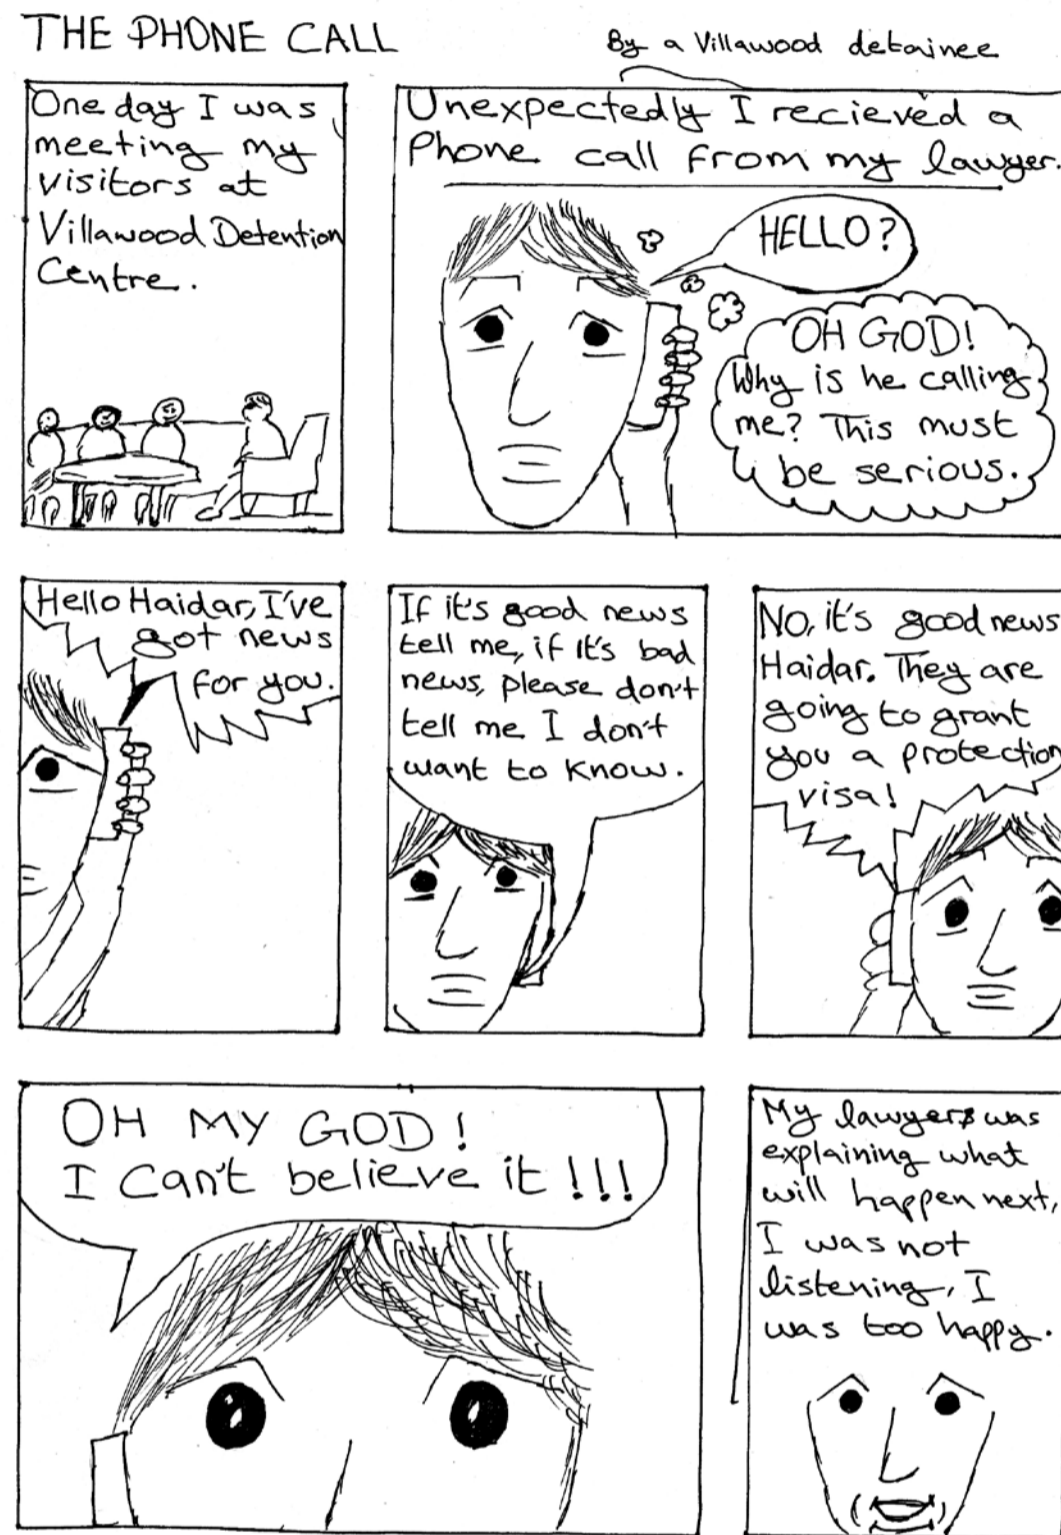 THE PHONE CALL
By a Villawood detainee
One day I was
meeting my
visitors at
Villawood Detention
Centre.
Unexpectedly I recieved a
Phone call from my lawyer.
HELLO?
OH GOD!
Why is he calling
me? This must
be serious.
Hello Haidar, I've
got news
for you.
If it's good news
tell me, if it's bad
news, please don't
tell me I don't
want to know.
No, it's good news
Haidar. They are
going to grant
you a protection
visa!
OH MY GOD!
I can't believe it!!!
My lawyer was
explaining what
will happen next,
I was not
listening, I
was too happy.